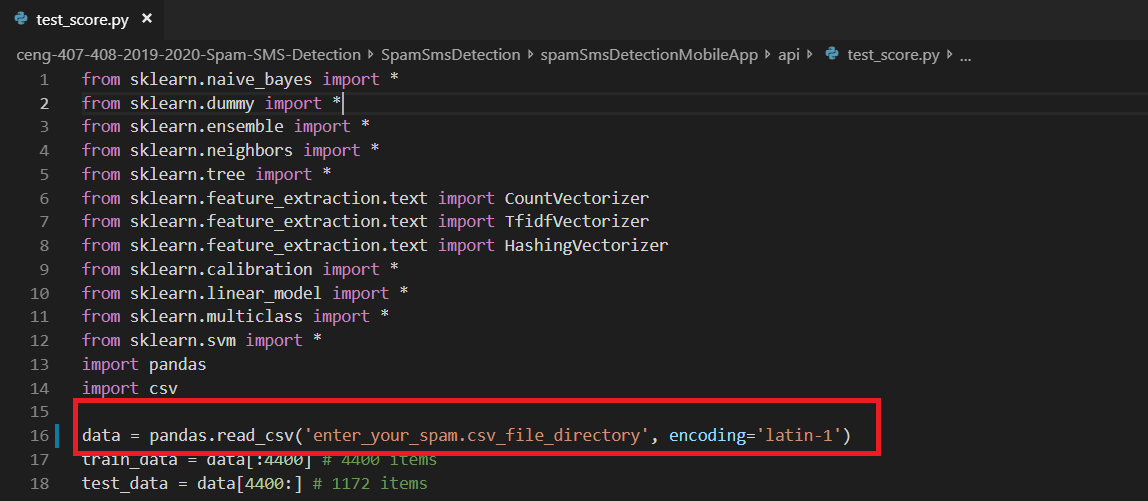 test_score.py ×
ceng-407-408-2019-2020-Spam-SMS-Detection › SpamSmsDetection › spamSmsDetectionMobileApp › api › test_score.py › ...
1 from sklearn.naive_bayes import *
2 from sklearn.dummy import *
3 from sklearn.ensemble import *
4 from sklearn.neighbors import *
5 from sklearn.tree import *
6 from sklearn.feature_extraction.text import CountVectorizer
7 from sklearn.feature_extraction.text import TfidfVectorizer
8 from sklearn.feature_extraction.text import HashingVectorizer
9 from sklearn.calibration import *
10 from sklearn.linear_model import *
11 from sklearn.multiclass import *
12 from sklearn.svm import *
13 import pandas
14 import csv
15
16 data = pandas.read_csv('enter_your_spam.csv_file_directory', encoding='latin-1')
17 train_data = data[:4400] # 4400 items
18 test_data = data[4400:] # 1172 items